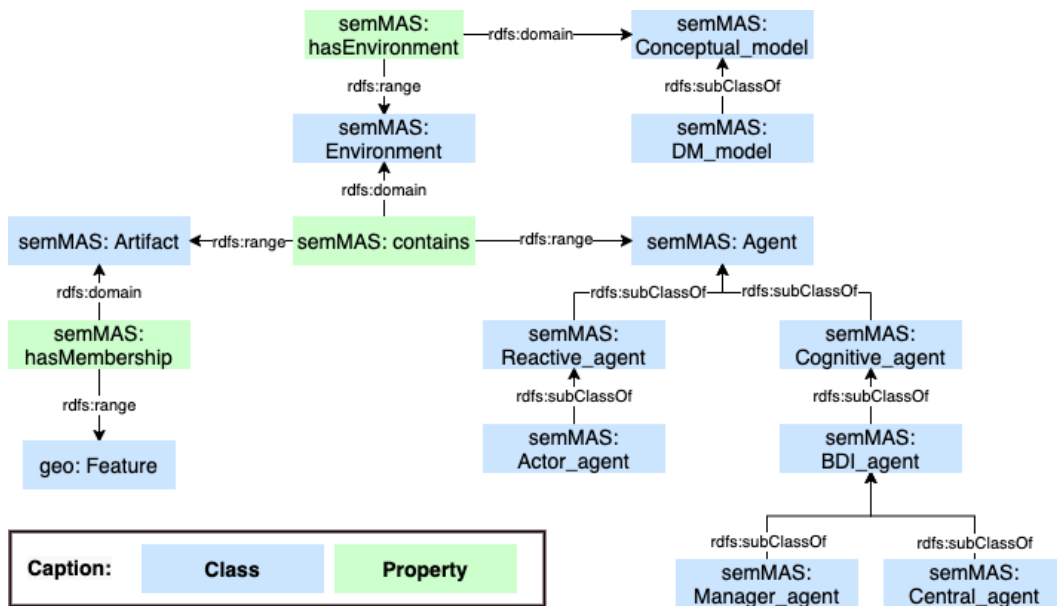 semMAS:
hasEnvironment
rdfs:domain
semMAS:
Conceptual_model
rdfs:range
rdfs:subClassOf
semMAS:
Environment
semMAS:
DM_model
rdfs:domain
semMAS: Artifact
rdfs:range
semMAS: contains
rdfs:range
semMAS: Agent
rdfs:domain
rdfs:subClassOf
rdfs:subClassOf
semMAS:
hasMembership
semMAS:
Reactive_agent
semMAS:
Cognitive_agent
rdfs:range
rdfs:subClassOf
rdfs:subClassOf
geo: Feature
semMAS:
Actor_agent
semMAS:
BDI_agent
rdfs:subClassOf
rdfs:subClassOf
Caption:
Class
Property
semMAS:
Manager_agent
semMAS:
Central_agent